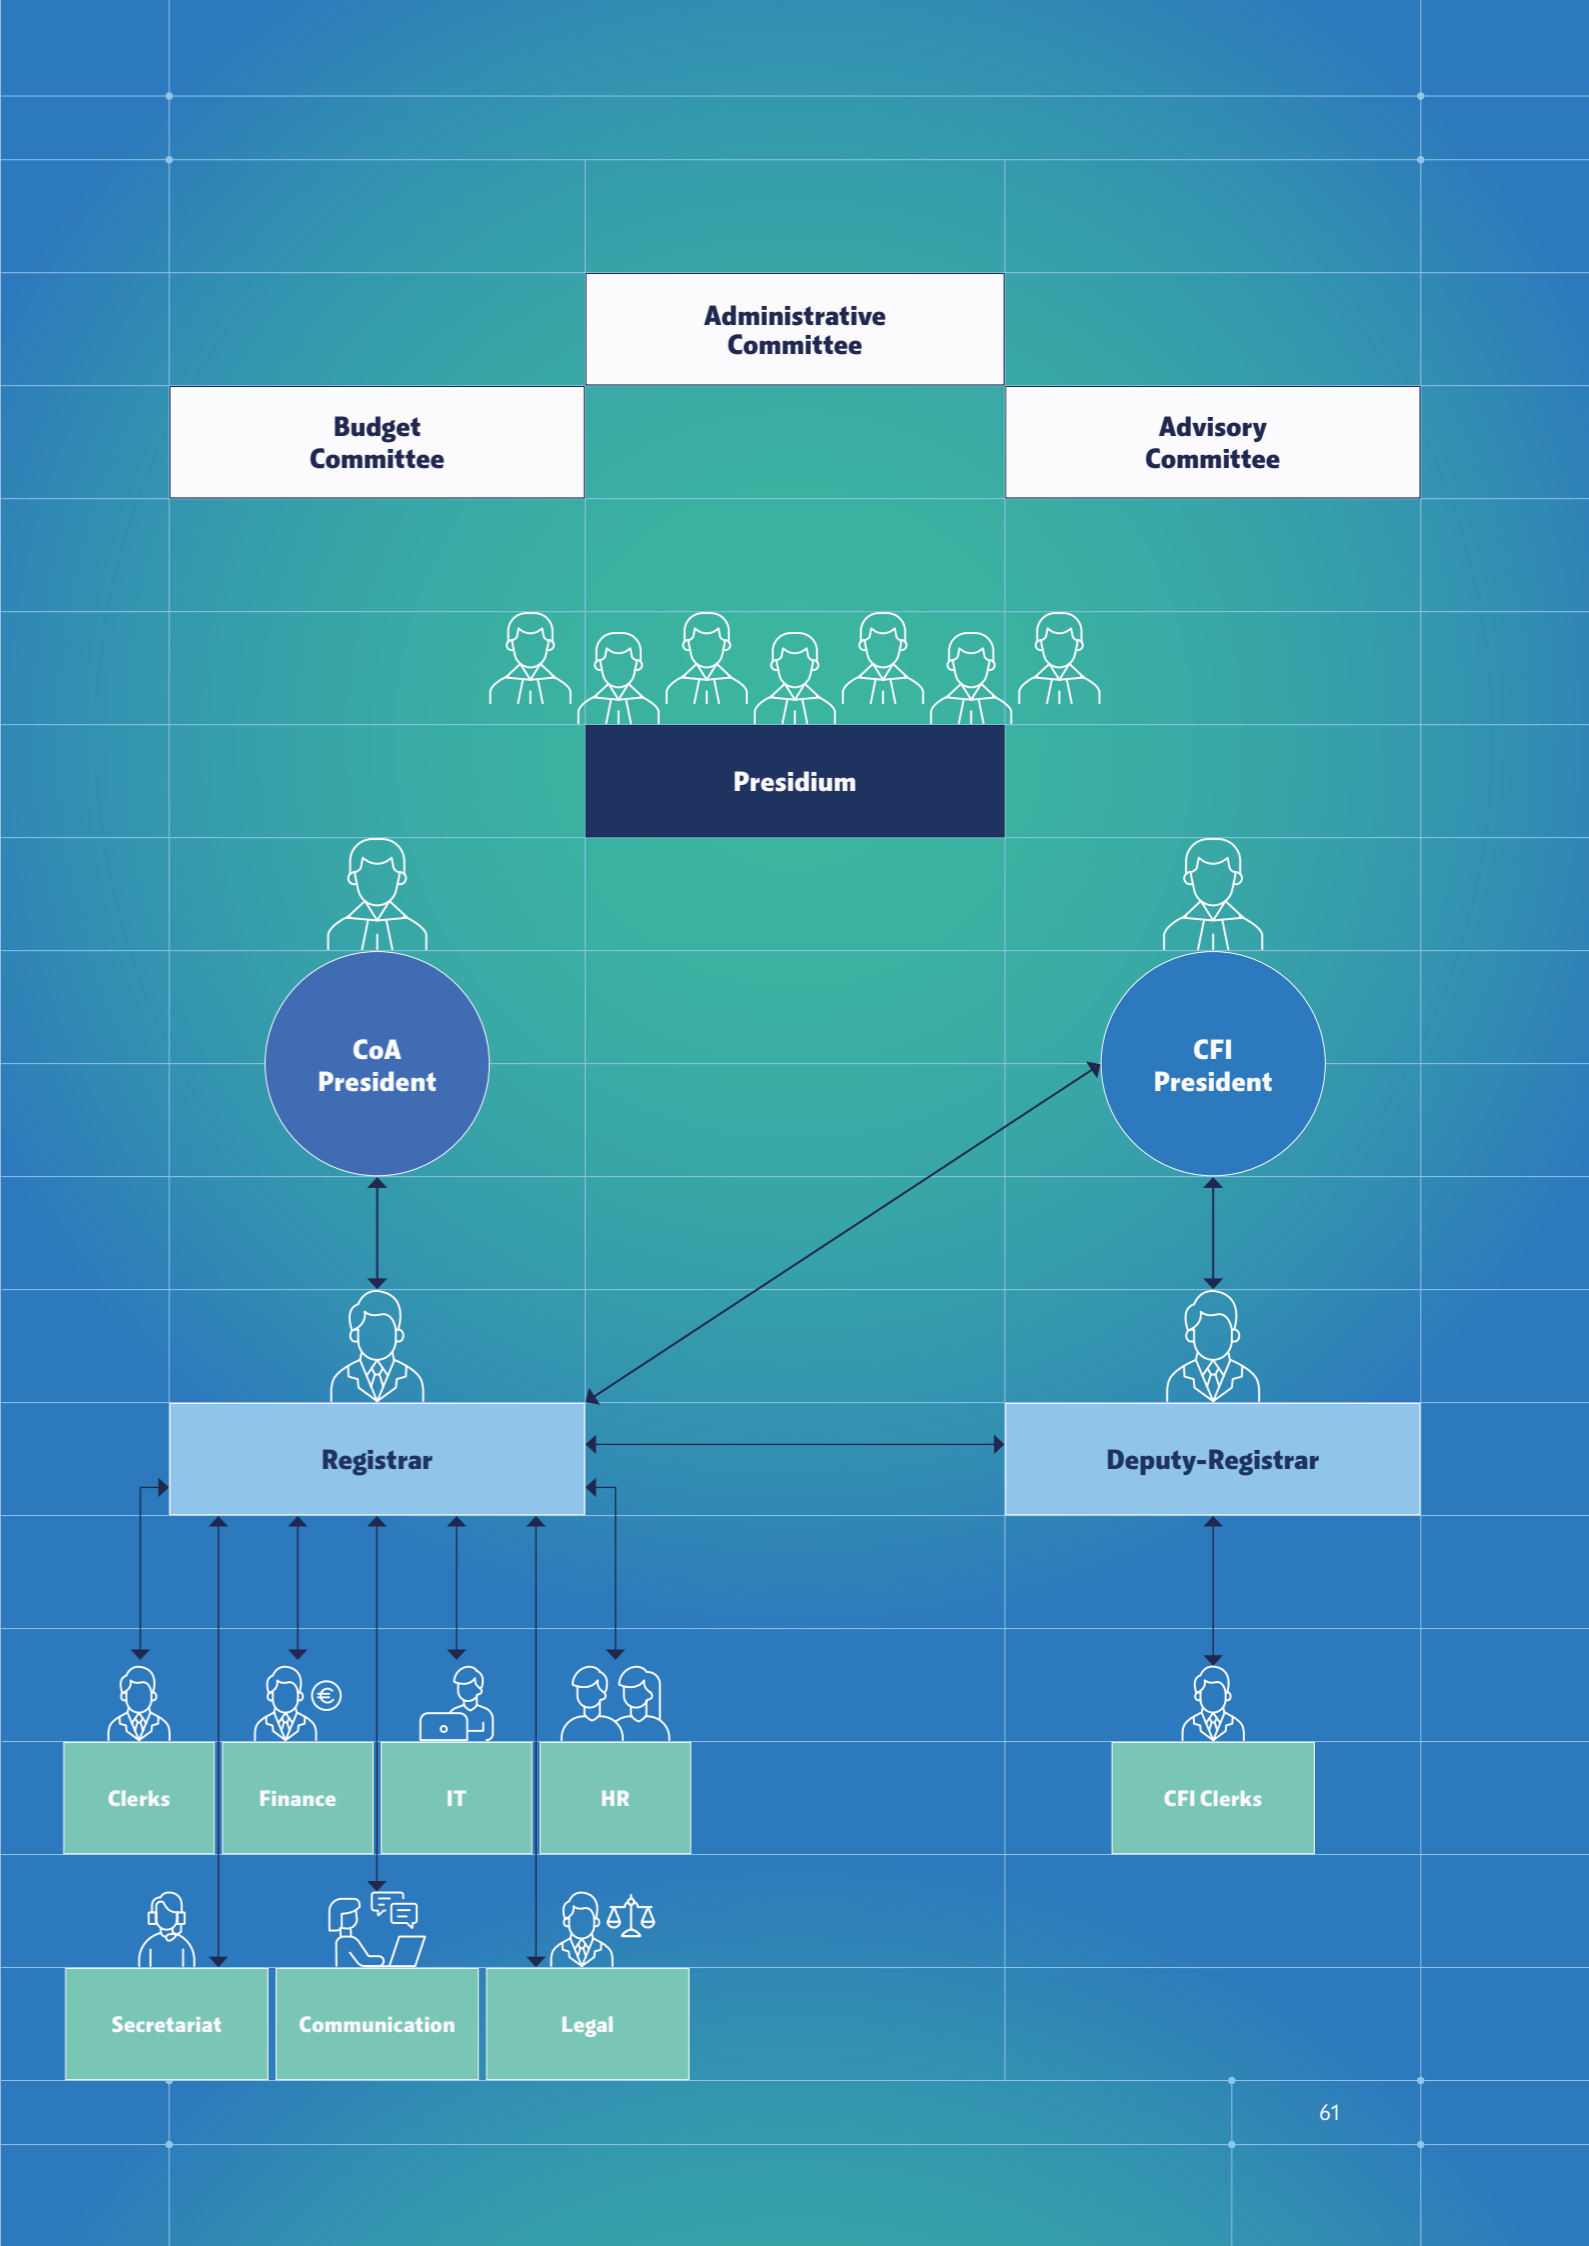 Administrative
Committee
Budget
Committee
Advisory
Committee
Presidium
CoA
President
CFI
President
Registrar
Deputy-Registrar
€
Clerks
Finance
IT
HR
CFI Clerks
Secretariat
Communication
Legal
61